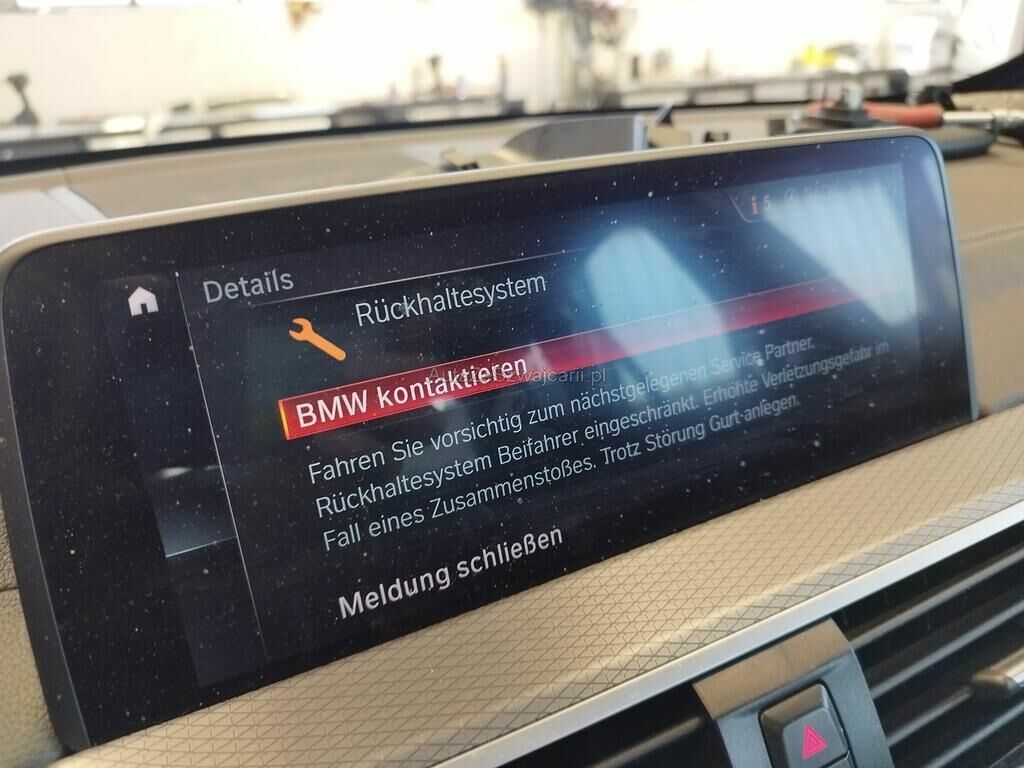 i 5
Details
Rückhaltesystem
BMW kontaktieren
Fahren Sie vorsichtig zum nächstgelegenen Service Partner.
Rückhaltesystem Beifahrer eingeschränkt. Erhöhte Verletzungsgefahr im
Fall eines Zusammenstoßes. Trotz Störung Gurt anlegen.
Meldung schließen